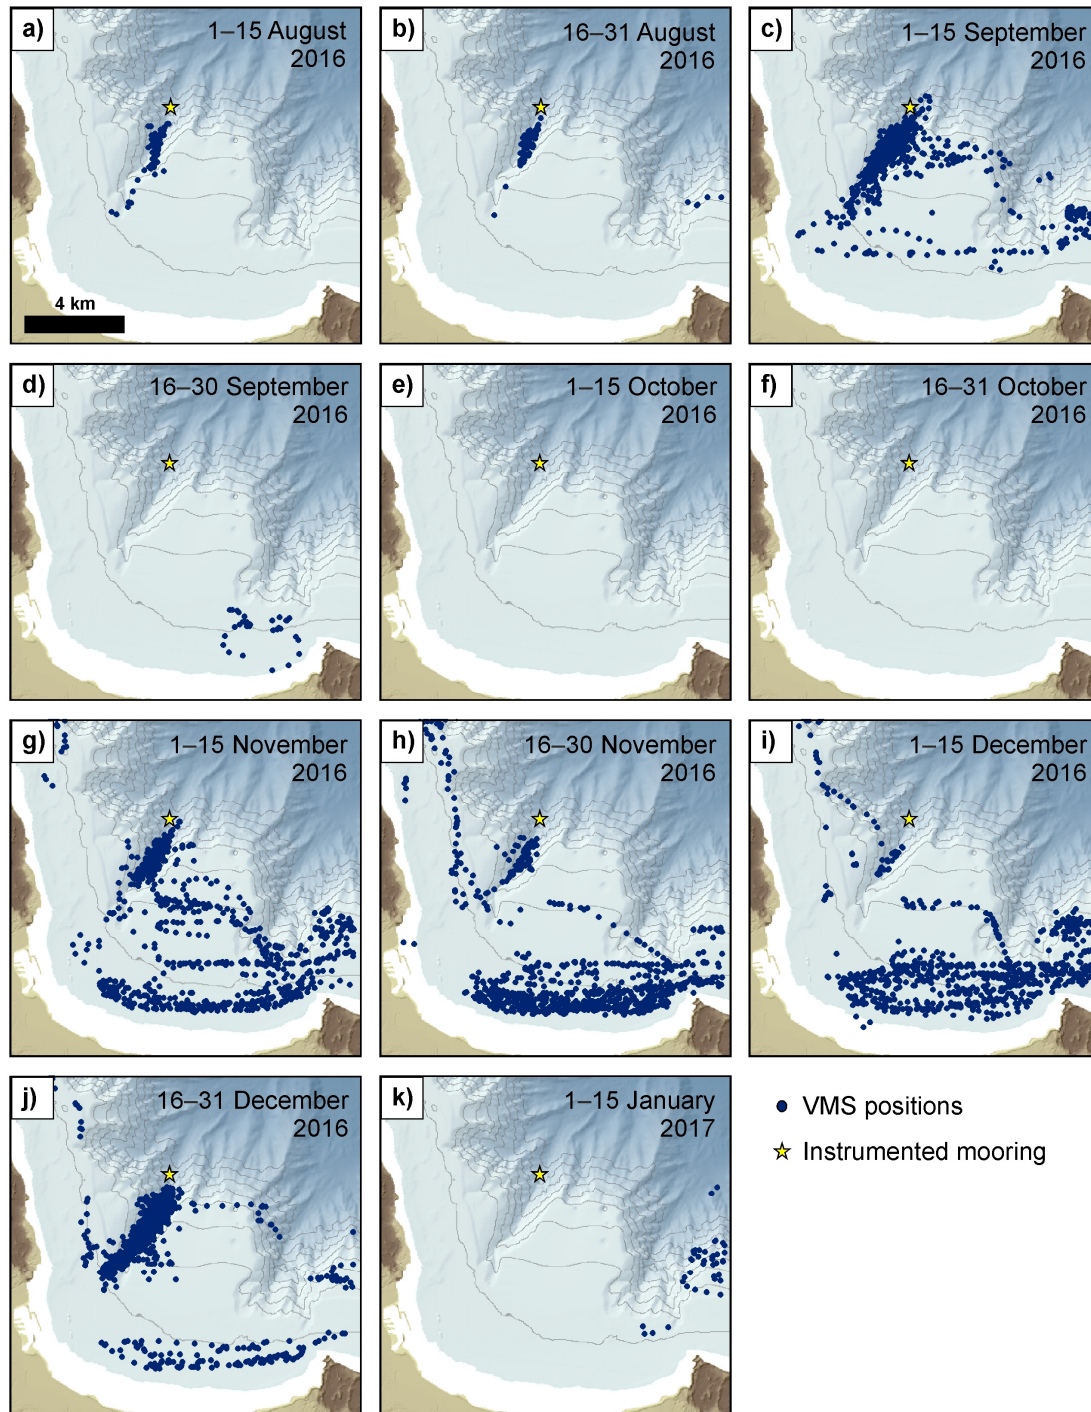 a)
1–15 August
2016
4 km
b)
16–31 August
2016
c)
1–15 September
2016
d)
16–30 September
2016
e)
1–15 October
2016
f)
16–31 October
2016
g)
1–15 November
2016
h)
16–30 November
2016
i)
1–15 December
2016
j)
16–31 December
2016
k)
1–15 January
2017
VMS positions
Instrumented mooring